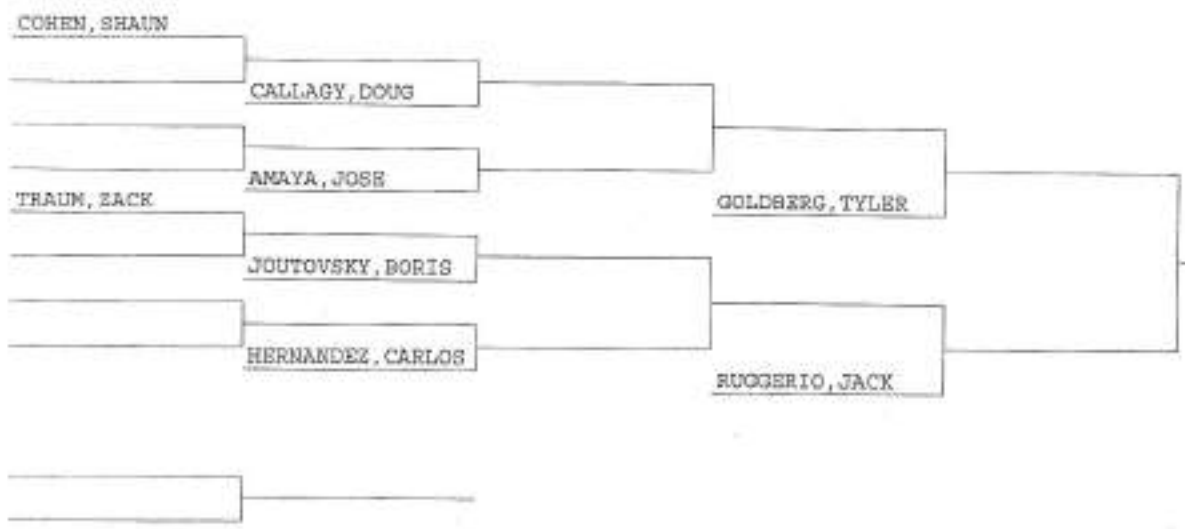 COHEN, SHAUN
CALLAGY, DOUG
AMAYA, JOSE
TRAUM, ZACK
GOLDBERG, TYLER
JOUTOVSKY, BORIS
HERNANDEZ, CARLOS
RUGGERIO, JACK